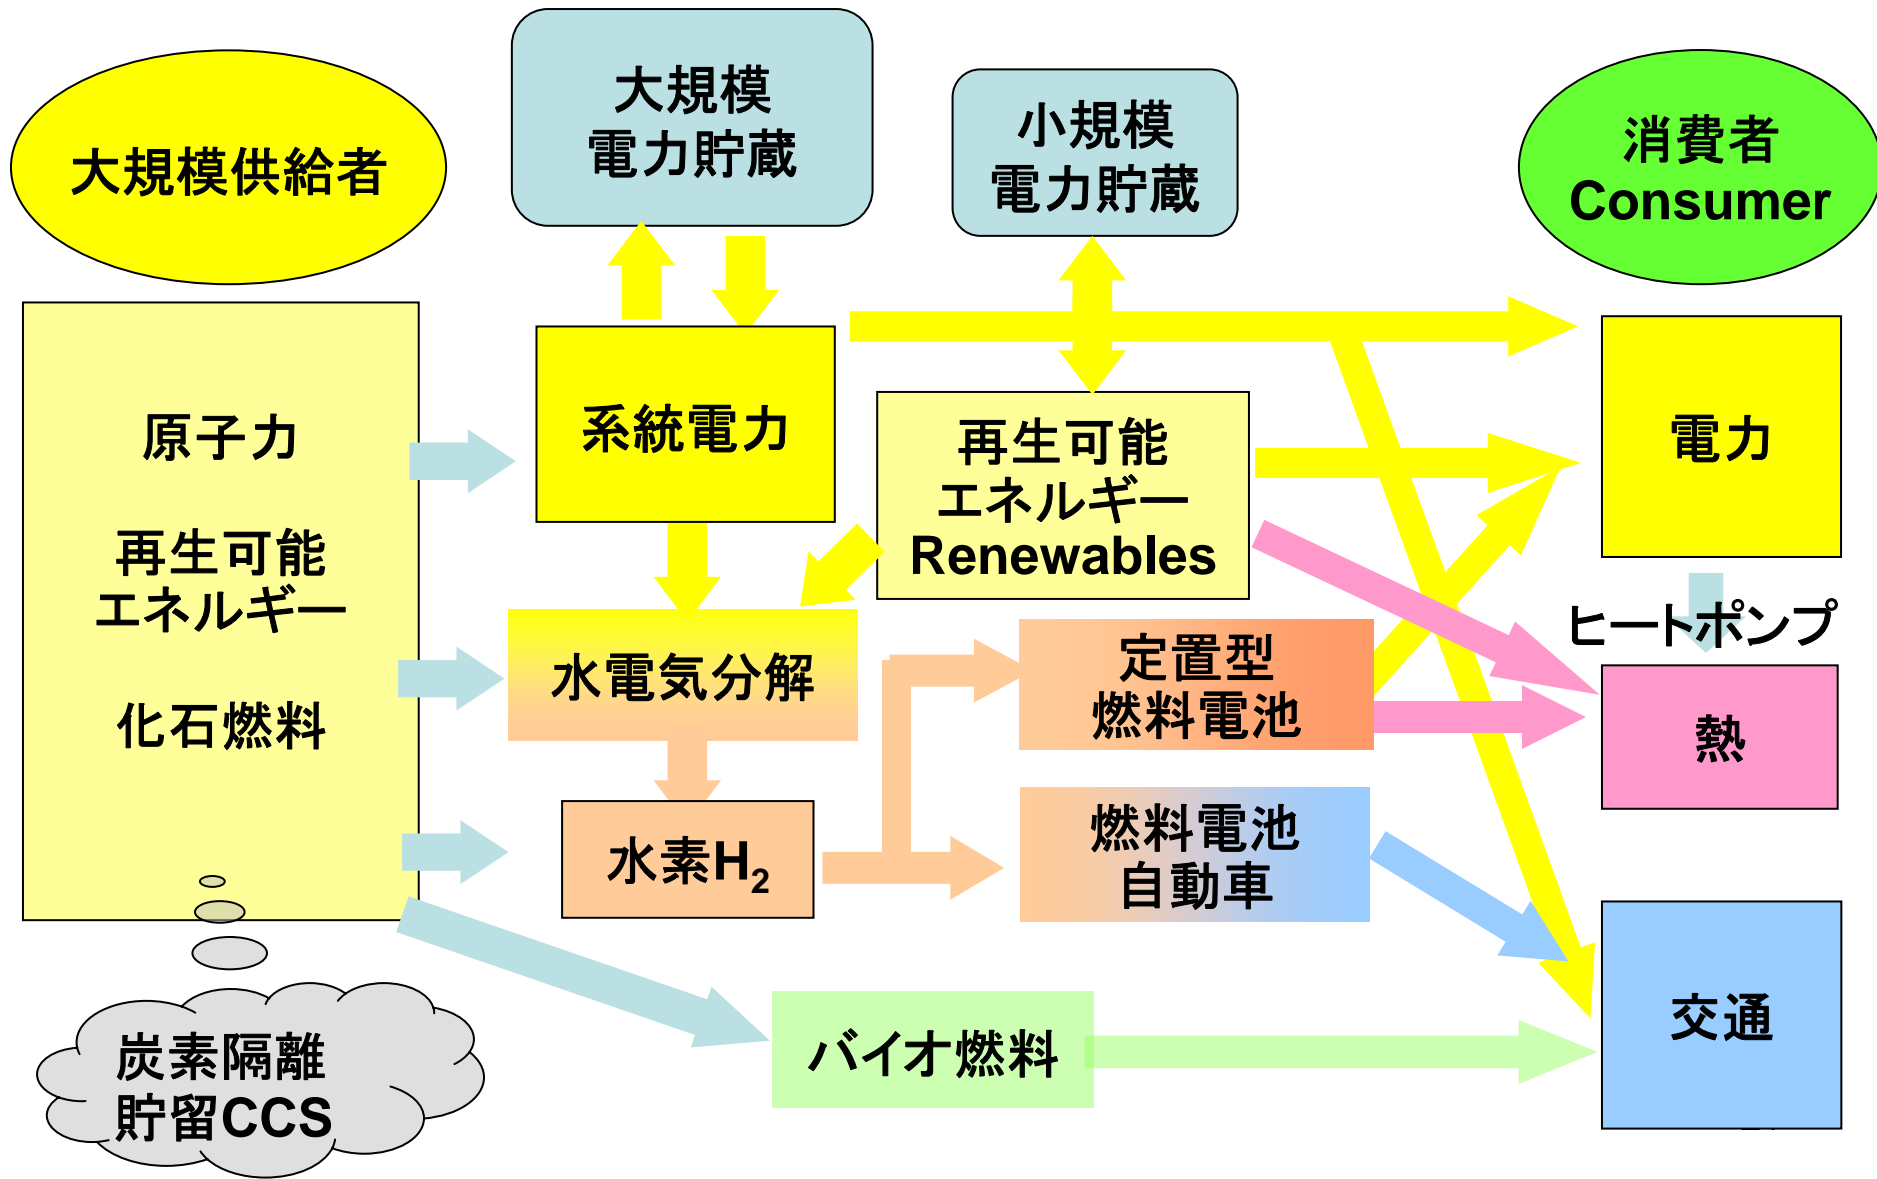 大規模供給者
大規模
電力貯蔵
小規模
電力貯蔵
消費者
Consumer
原子力
再生可能
エネルギー
化石燃料
系統電力
再生可能
エネルギー
Renewables
電力
ヒートポンプ
水電気分解
定置型
燃料電池
熱
水素H₂
燃料電池
自動車
交通
バイオ燃料
炭素隔離
貯留CCS